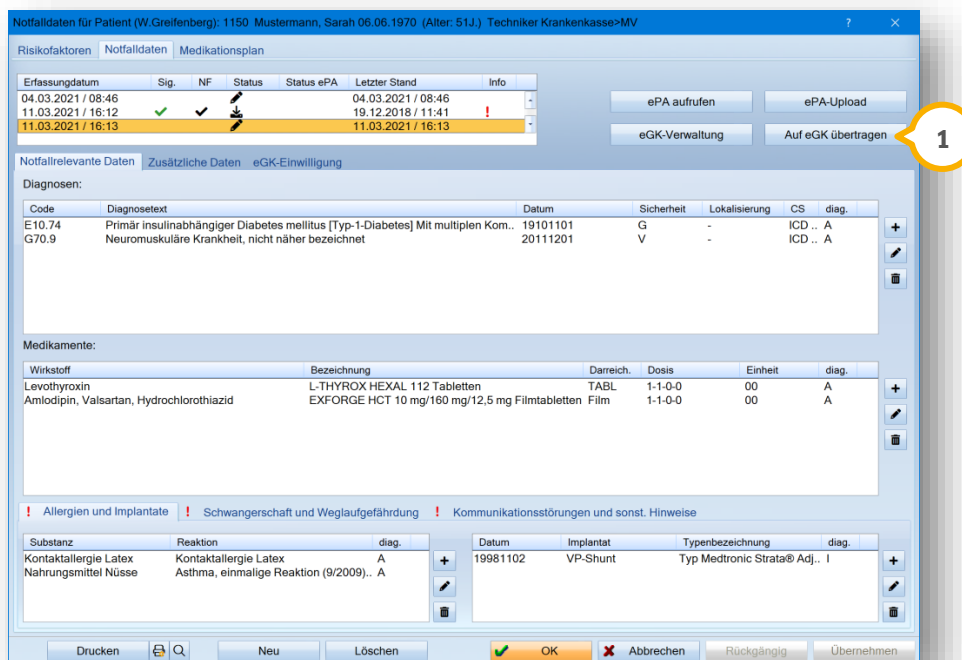 Notfalldaten für Patient (W.Greifenberg): 1150 Mustermann, Sarah 06.06.1970 (Alter: 51J.) Techniker Krankenkasse>MV ? ×
Risikofaktoren Notfalldaten Medikationsplan
Erfassungdatum Sig. NF Status Status ePA Letzter Stand Info
04.03.2021 / 08:46 04.03.2021 / 08:46
11.03.2021 / 16:12 19.12.2018 / 11:41 !
11.03.2021 / 16:13 11.03.2021 / 16:13
ePA aufrufen ePA-Upload
eGK-Verwaltung Auf eGK übertragen 1
Notfallrelevante Daten Zusätzliche Daten eGK-Einwilligung
Diagnosen:
Code Diagnosetext Datum Sicherheit Lokalisierung CS diag.
E10.74 Primär insulinabhängiger Diabetes mellitus [Typ-1-Diabetes] Mit multiplen Kom.. 19101101 G - ICD .. A
G70.9 Neuromuskuläre Krankheit, nicht näher bezeichnet 20111201 V - ICD .. A
Medikamente:
Wirkstoff Bezeichnung Darreich. Dosis Einheit diag.
Levothyroxin L-THYROX HEXAL 112 Tabletten TABL 1-1-0-0 00 A
Amlodipin, Valsartan, Hydrochlorothiazid EXFORGE HCT 10 mg/160 mg/12,5 mg Filmtabletten Film 1-1-0-0 00 A
! Allergien und Implantate ! Schwangerschaft und Weglaufgefährdung ! Kommunikationsstörungen und sonst. Hinweise
Substanz Reaktion diag.
Kontaktallergie Latex Kontaktallergie Latex A
Nahrungsmittel Nüsse Asthma, einmalige Reaktion (9/2009).. A
Datum Implantat Typenbezeichnung diag.
19981102 VP-Shunt Typ Medtronic Strata® Adj.. I
Drucken Neu Löschen OK Abbrechen Rückgängig Übernehmen